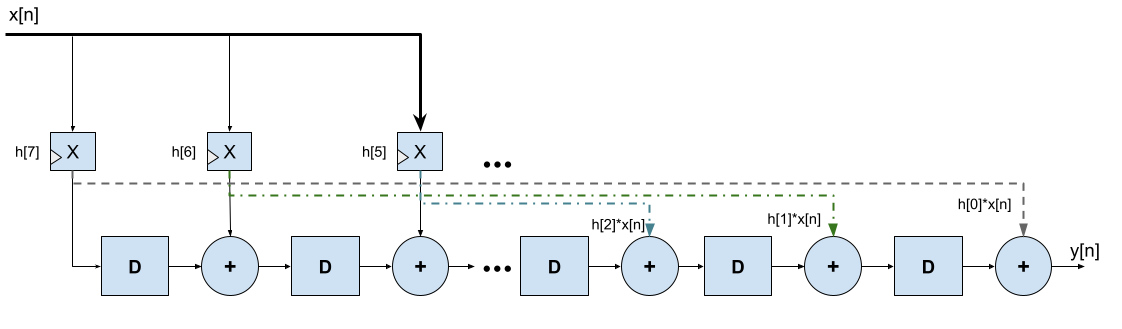 x[n]
h[7] X h[6] X h[5] X •••
h[0]*x[n]
h[2]*x[n] h[1]*x[n]
y[n]
D + D + ••• D + D + D +